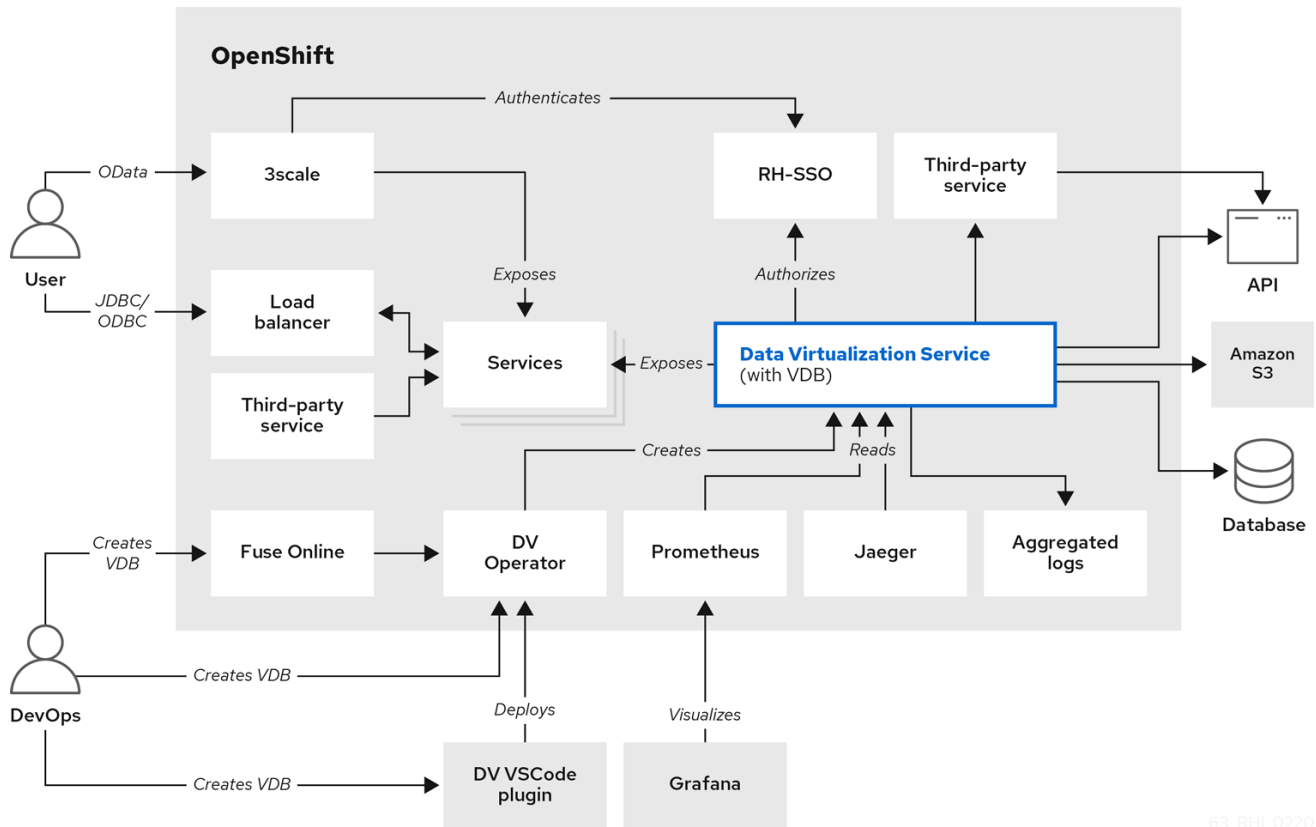 OpenShift
Authenticates
OData
3scale
RH-SSO
Third-party
service
User
Exposes
Authorizes
API
JDBC/
ODBC
Load
balancer
Services
Exposes
Data Virtualization Service
(with VDB)
Amazon
S3
Third-party
service
Creates
Reads
Database
Creates
VDB
Fuse Online
DV
Operator
Prometheus
Jaeger
Aggregated
logs
Creates VDB
DevOps
Deploys
Visualizes
Creates VDB
DV VSCode
plugin
Grafana
63_RHI_0220